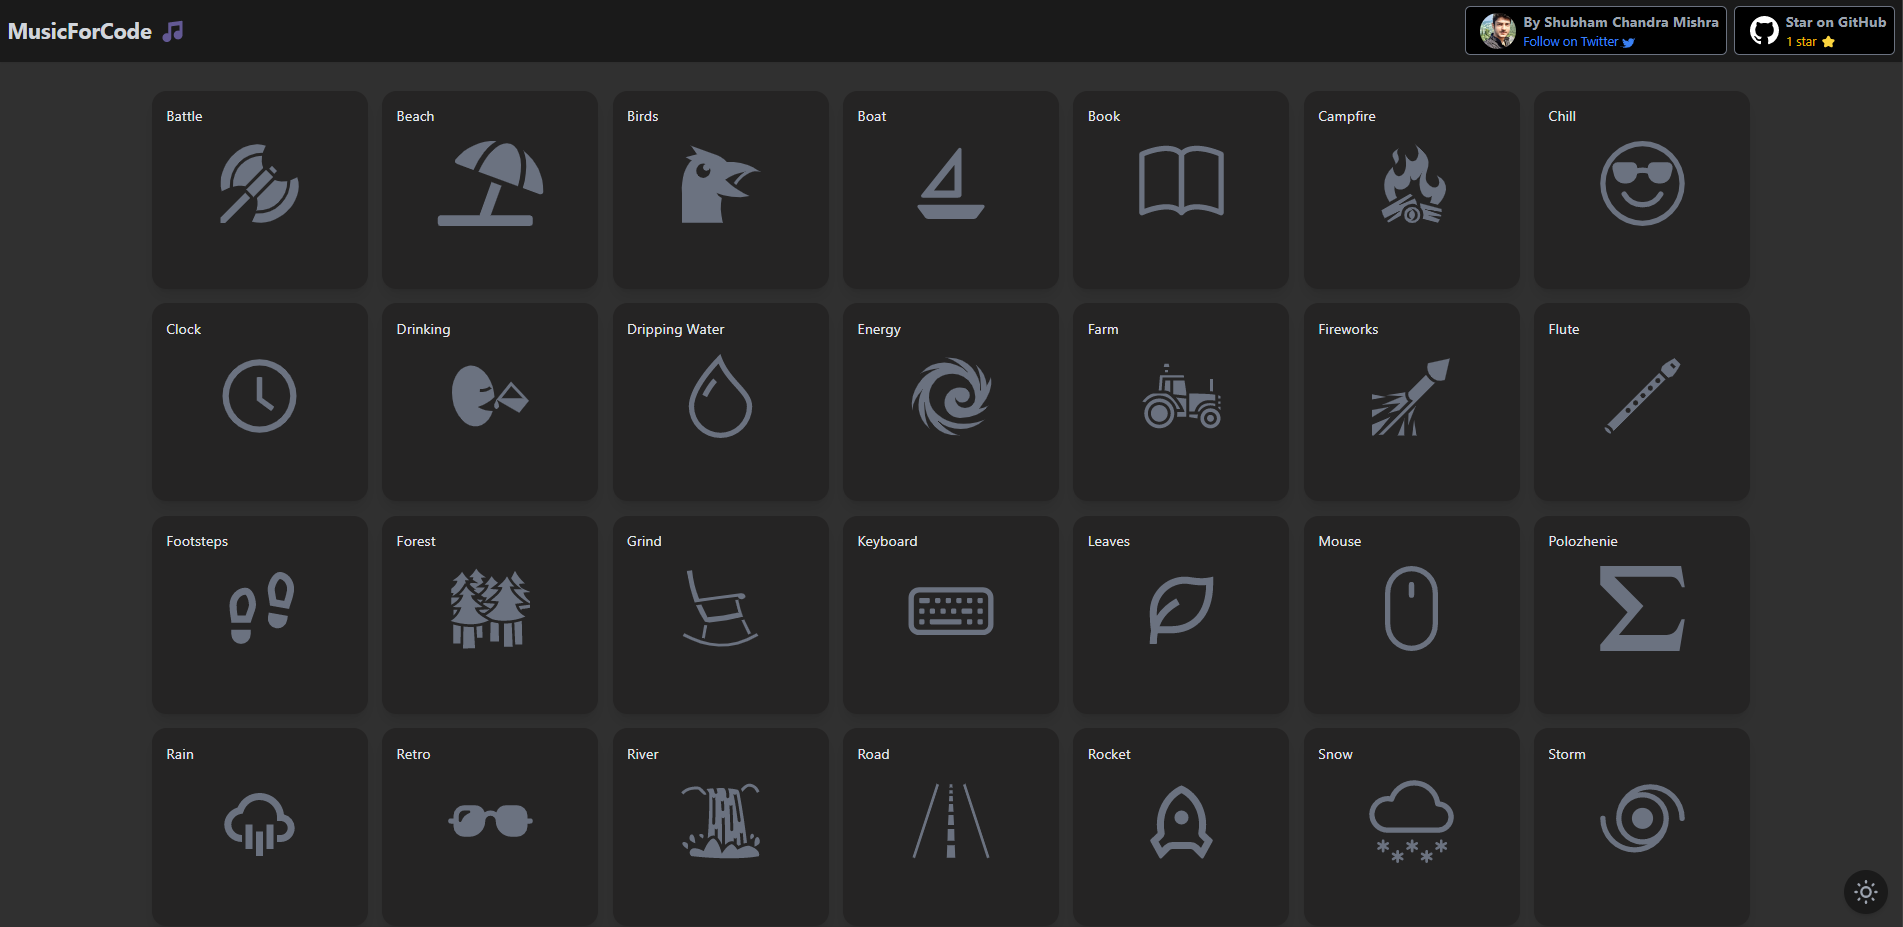 MusicForCode
By Shubham Chandra Mishra
Follow on Twitter
Star on GitHub
1 star
Battle
Beach
Birds
Boat
Book
Campfire
Chill
Clock
Drinking
Dripping Water
Energy
Farm
Fireworks
Flute
Footsteps
Forest
Grind
Keyboard
Leaves
Mouse
Polozhenie
Rain
Retro
River
Road
Rocket
Snow
Storm